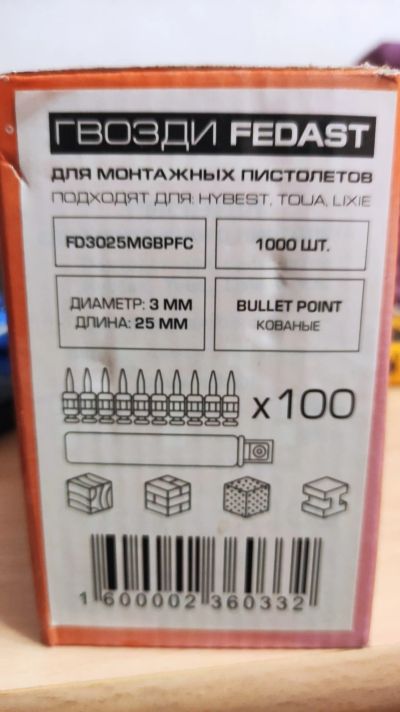 ГВОЗДИ FEDAST
ДЛЯ МОНТАЖНЫХ ПИСТОЛЕТОВ
ПОДХОДЯТ ДЛЯ: HYBEST, TOUA, LIXIE
FD3025MGBPFC
1000 ШТ.
ДИАМЕТР: 3 ММ
ДЛИНА: 25 ММ
BULLET POINT
КОВАНЫЕ
x100
1 600002 360332